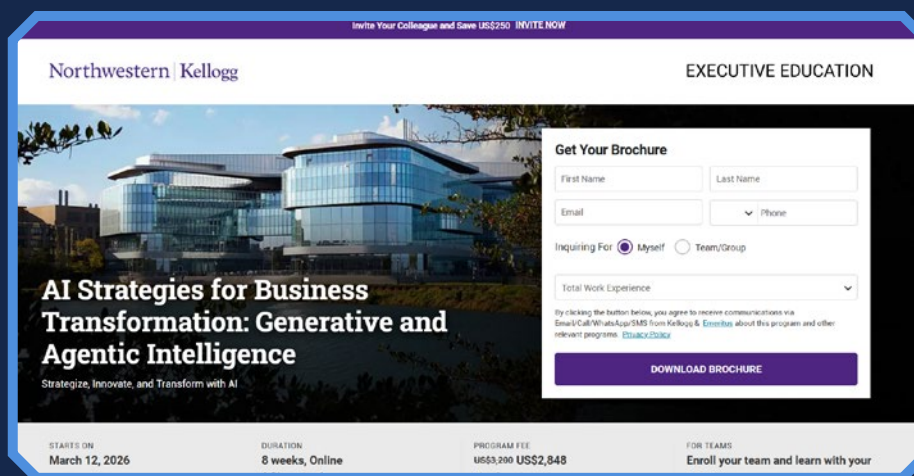 Invite Your Colleague and Save US$250 INVITE NOW
Northwestern | Kellogg
EXECUTIVE EDUCATION
Get Your Brochure
First Name
Last Name
Email
Phone
Inquiring For Myself Team/Group
Total Work Experience
By clicking the button below, you agree to receive communications via
Email/Call/WhatsApp/SMS from Kellogg & Emeritus about this program and other
relevant programs. Privacy Policy
DOWNLOAD BROCHURE
AI Strategies for Business
Transformation: Generative and
Agentic Intelligence
Strategize, Innovate, and Transform with AI
STARTS ON
March 12, 2026
DURATION
8 weeks, Online
PROGRAM FEE
US$3,200 US$2,848
FOR TEAMS
Enroll your team and learn with your